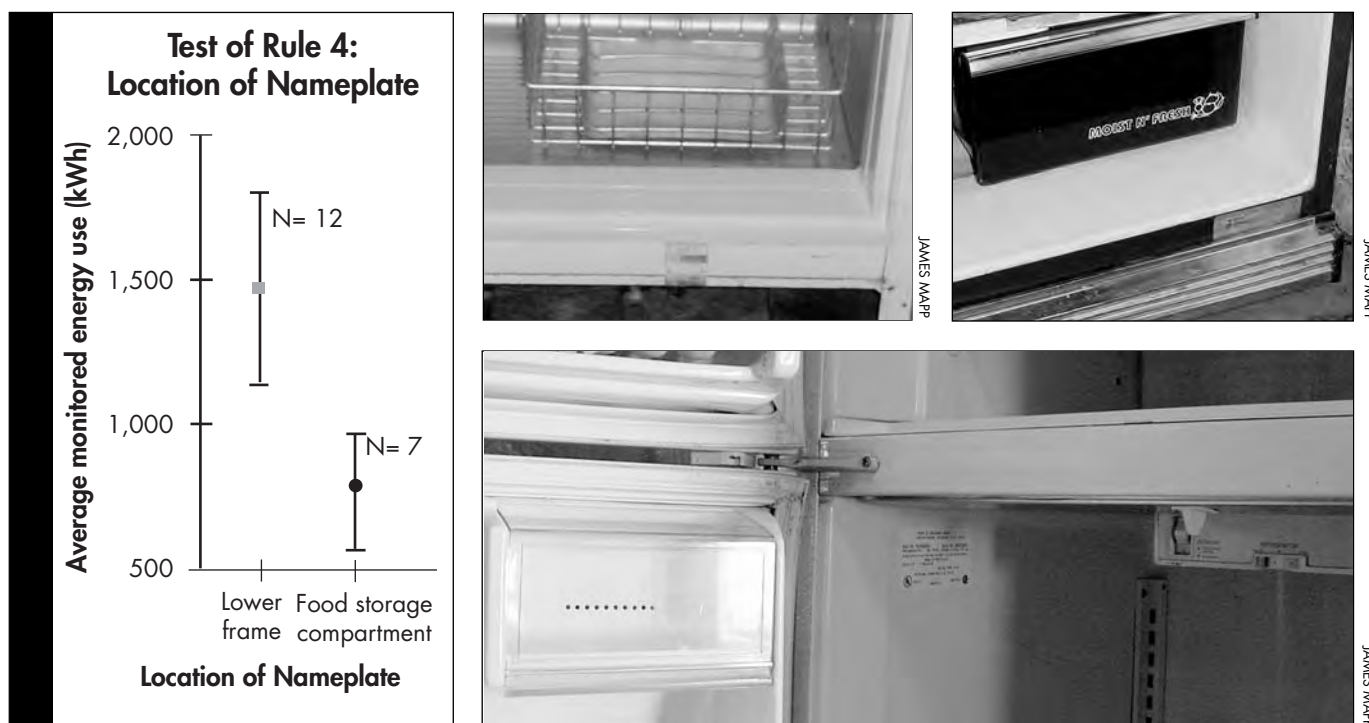 Test of Rule 4:
Location of Nameplate
Average monitored energy use (kWh)
2,000
1,500
1,000
500
N= 12
N= 7
Lower
frame
Food storage
compartment
Location of Nameplate
MOIST N' FRESH
JAMES MAPP
JAMES MAPP
JAMES MAPP